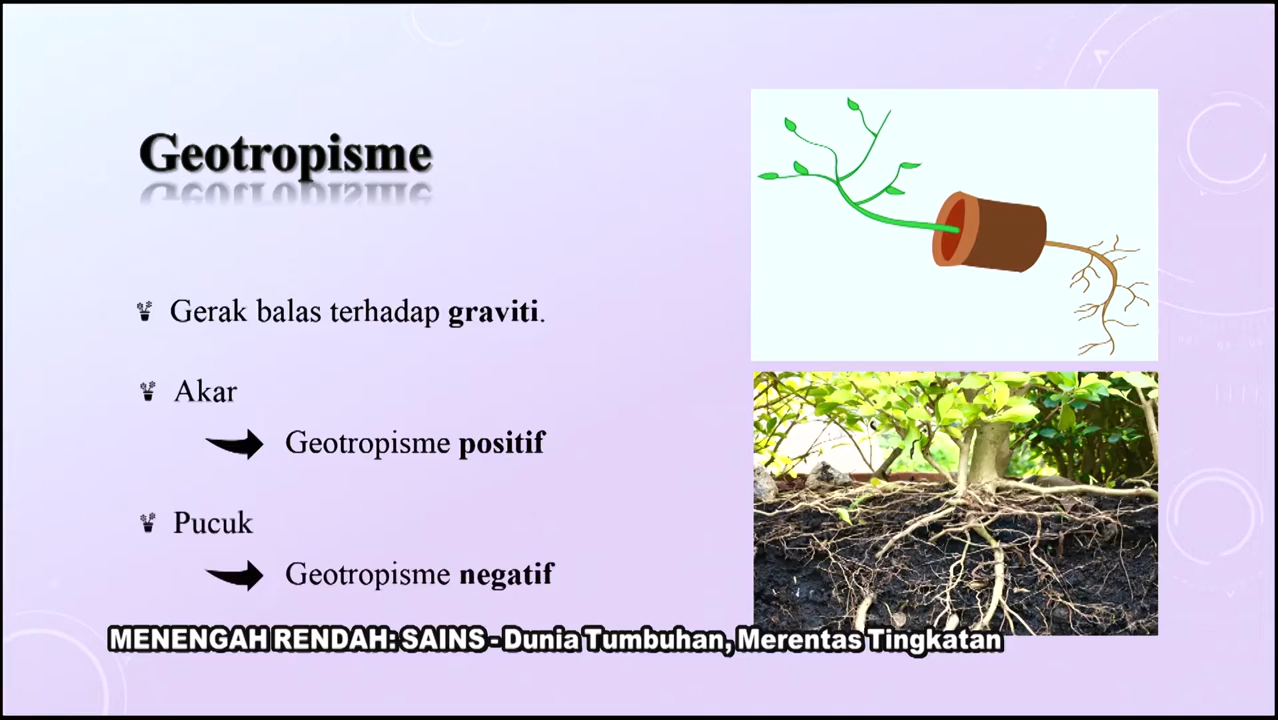 Geotropisme
Gerak balas terhadap graviti.
Akar
Geotropisme positif
Pucuk
Geotropisme negatif
MENENGAH RENDAH: SAINS - Dunia Tumbuhan, Merentas Tingkatan